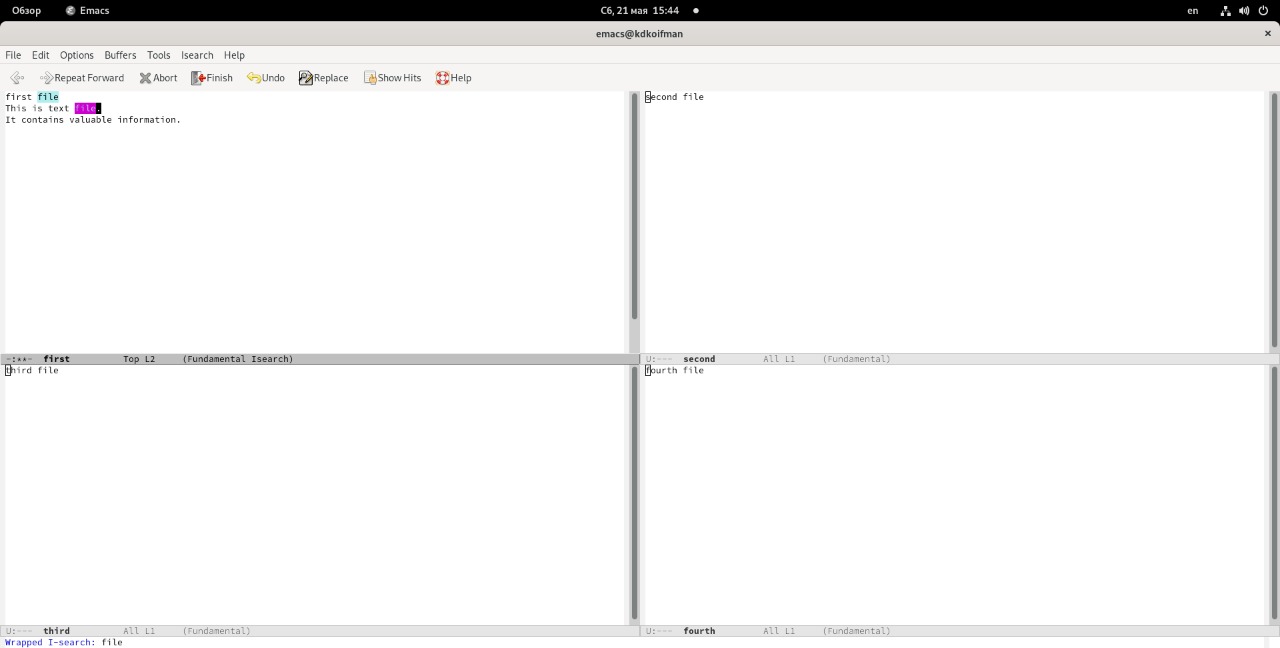 Обзор Emacs Сб, 21 мая 15:44 en
emacs@kdkoifman ×
File Edit Options Buffers Tools Isearch Help
Repeat Forward Abort Finish Undo Replace Show Hits Help
first file
This is text file.
It contains valuable information.
-:**- first Top L2 (Fundamental Isearch)
second file
U:--- second All L1 (Fundamental)
third file
U:--- third All L1 (Fundamental)
fourth file
U:--- fourth All L1 (Fundamental)
Wrapped I-search: file